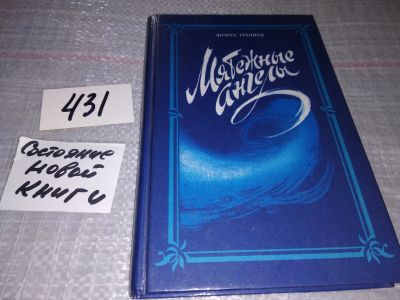 ЖОРЕС ТРОШЕВ
Мятежные
ангелы
431
Состояние
новой
книги